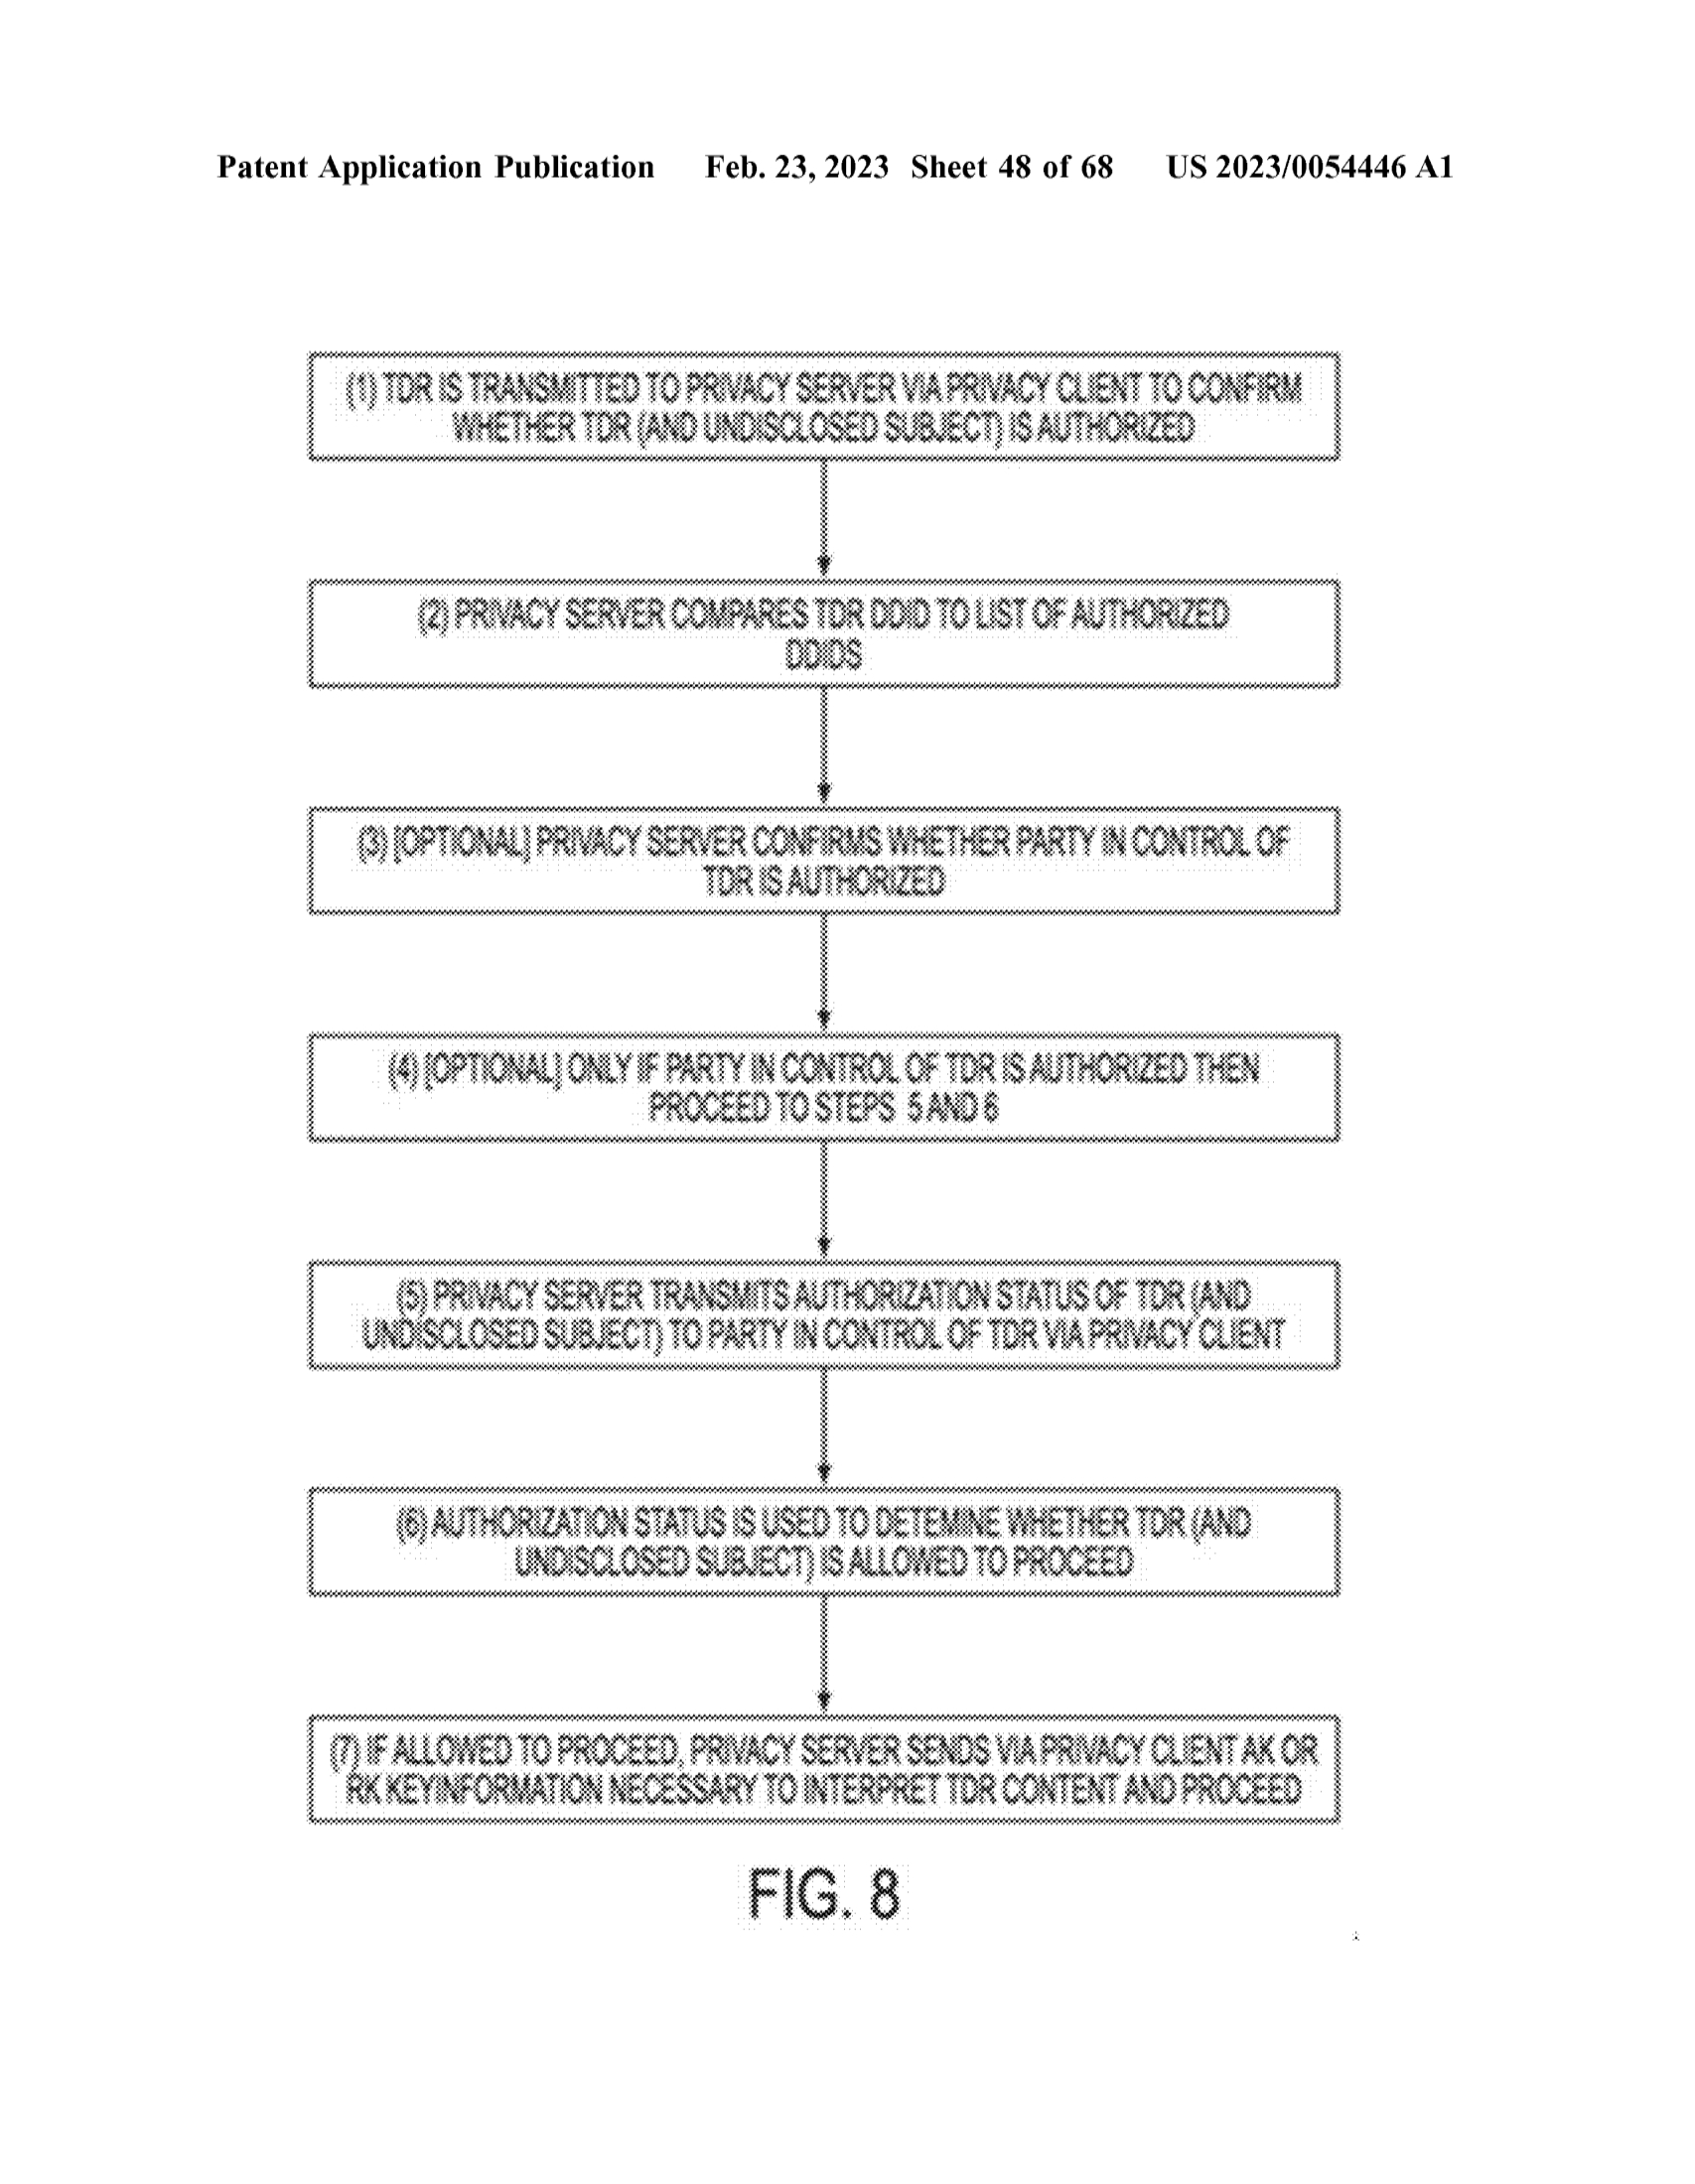 Patent Application Publication Feb. 23, 2023 Sheet 48 of 68 US 2023/0054446 A1
(1) TDR IS TRANSMITTED TO PRIVACY SERVER VIA PRIVACY CLIENT TO CONFIRM
WHETHER TDR (AND UNDISCLOSED SUBJECT) IS AUTHORIZED
(2) PRIVACY SERVER COMPARES TDR DDID TO LIST OF AUTHORIZED
DDIDS
(3) [OPTIONAL] PRIVACY SERVER CONFIRMS WHETHER PARTY IN CONTROL OF
TDR IS AUTHORIZED
(4) [OPTIONAL] ONLY IF PARTY IN CONTROL OF TDR IS AUTHORIZED THEN
PROCEED TO STEPS 5 AND 6
(5) PRIVACY SERVER TRANSMITS AUTHORIZATION STATUS OF TDR (AND
UNDISCLOSED SUBJECT) TO PARTY IN CONTROL OF TDR VIA PRIVACY CLIENT
(6) AUTHORIZATION STATUS IS USED TO DETEMINE WHETHER TDR (AND
UNDISCLOSED SUBJECT) IS ALLOWED TO PROCEED
(7) IF ALLOWED TO PROCEED, PRIVACY SERVER SENDS VIA PRIVACY CLIENT AK OR
RK KEYINFORMATION NECESSARY TO INTERPRET TDR CONTENT AND PROCEED
FIG. 8